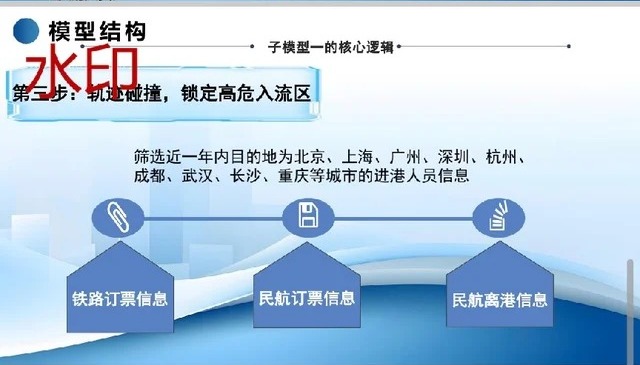 模型结构
子模型一的核心逻辑
水印
第三步：轨迹碰撞，锁定高危入流区
筛选近一年内目的地为北京、上海、广州、深圳、杭州、
成都、武汉、长沙、重庆等城市的进港人员信息
铁路订票信息
民航订票信息
民航离港信息